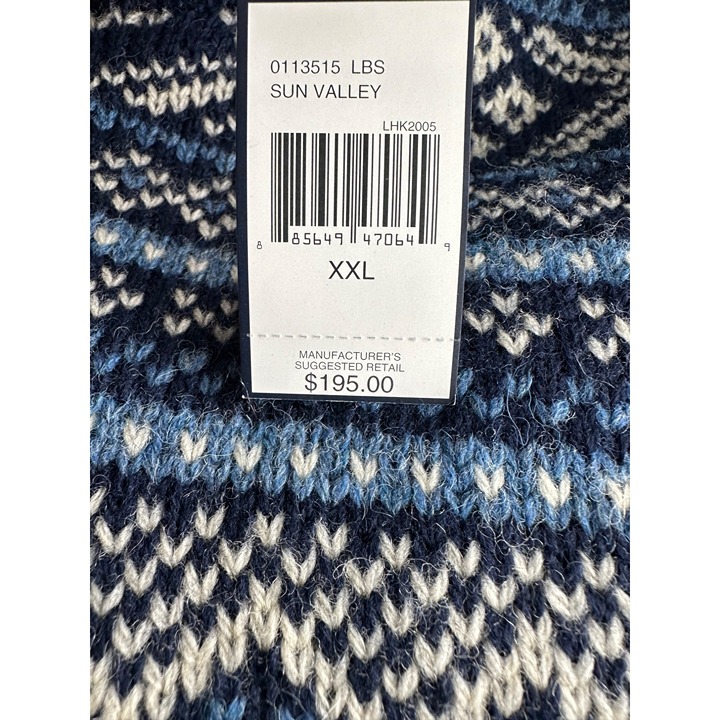 0113515 LBS
SUN VALLEY
LHK2005
8 85649 47064 9
XXL
MANUFACTURER'S
SUGGESTED RETAIL
$195.00